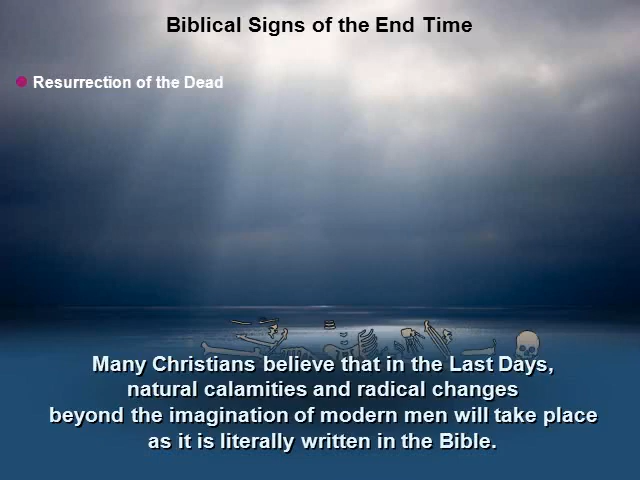 Biblical Signs of the End Time
Resurrection of the Dead
Many Christians believe that in the Last Days,
natural calamities and radical changes
beyond the imagination of modern men will take place
as it is literally written in the Bible.